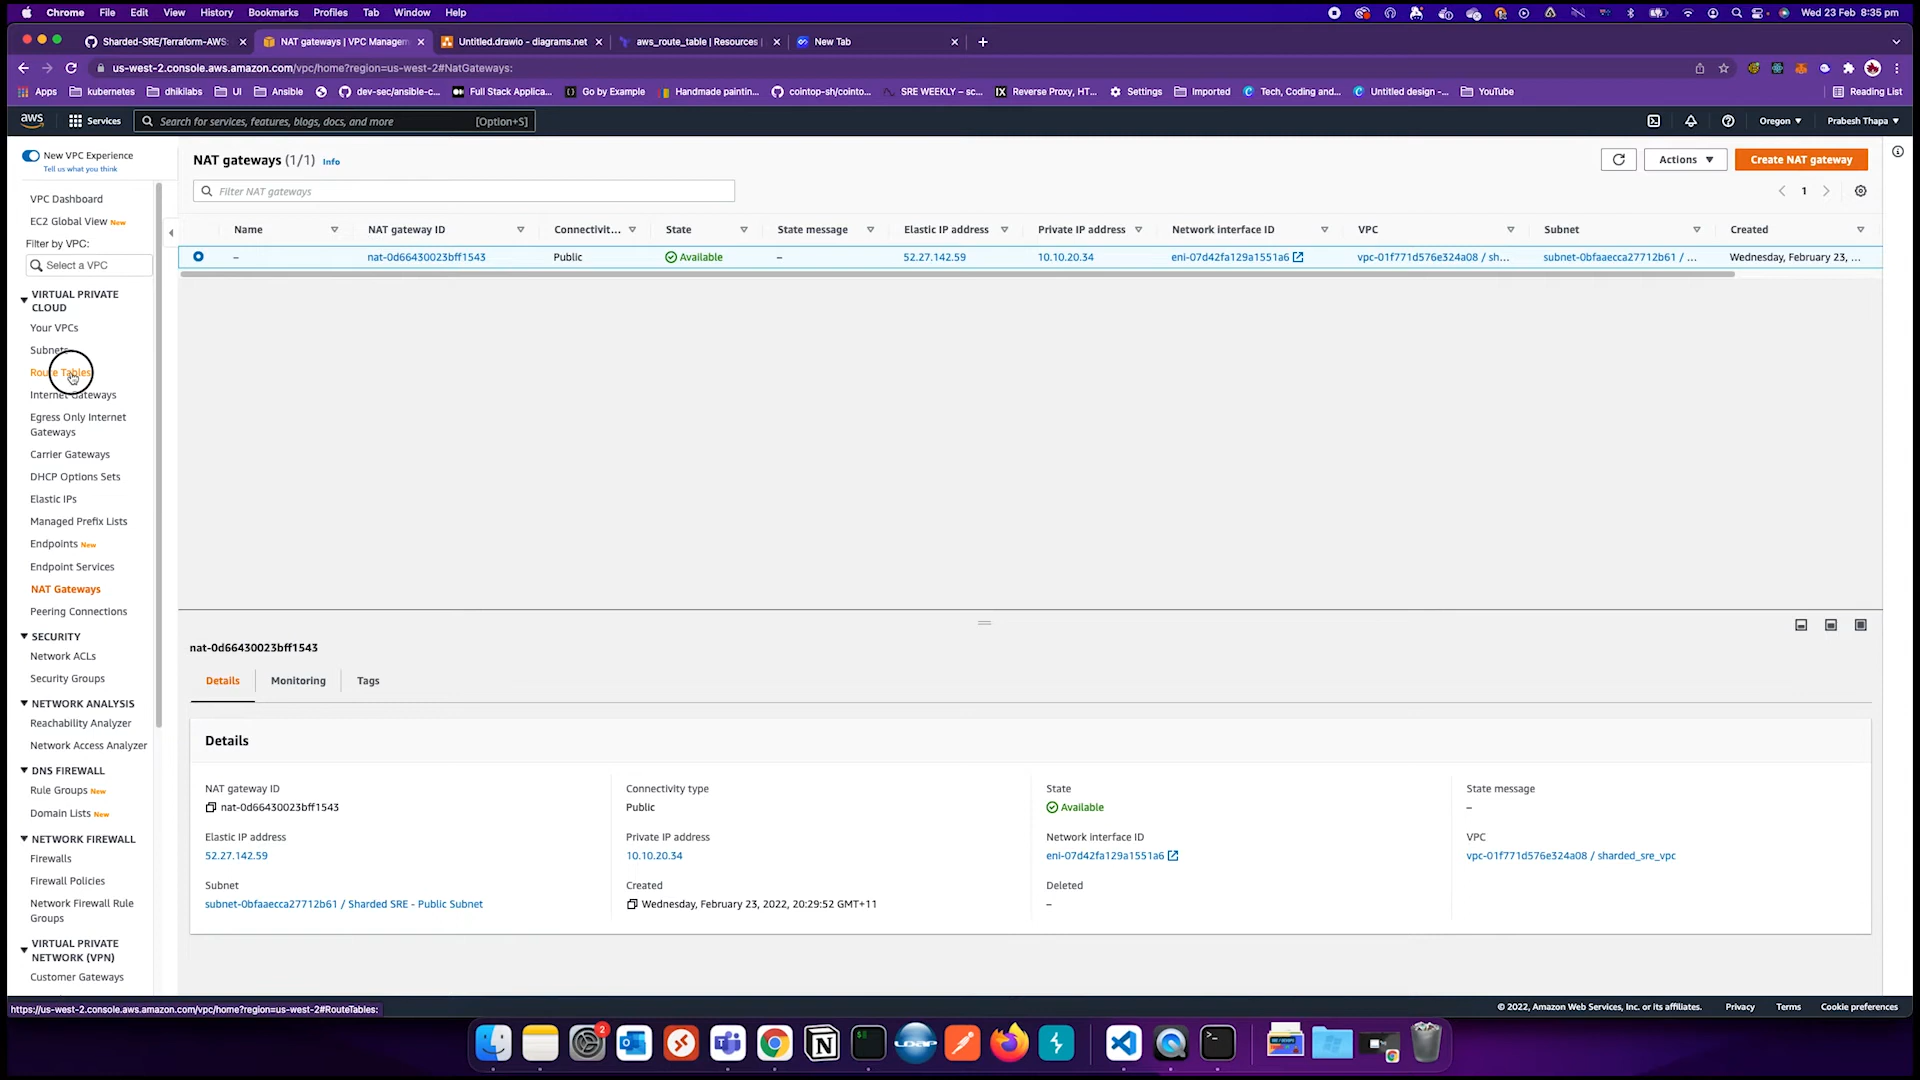 Chrome File Edit View History Bookmarks Profiles Tab Window Help Wed 23 Feb 8:35 pm
Sharded-SRE/Terraform-AWS NAT gateways | VPC Managem Untitled.drawio - diagrams.net aws_route_table | Resources | New Tab
us-west-2.console.aws.amazon.com/vpc/home?region=us-west-2#NatGateways:
Apps kubernetes dhikilabs UI Ansible dev-sec/ansible-c... Full Stack Applica... Go by Example Handmade paintin... cointop-sh/cointo... SRE WEEKLY – sc... Reverse Proxy, HT... Settings Imported Tech, Coding and... Untitled design -... YouTube Reading List
aws Services Search for services, features, blogs, docs, and more [Option+S] Oregon Prabesh Thapa
New VPC Experience
Tell us what you think
VPC Dashboard
EC2 Global View New
Filter by VPC:
Select a VPC
VIRTUAL PRIVATE
CLOUD
Your VPCs
Subnets
Route Tables
Internet Gateways
Egress Only Internet
Gateways
Carrier Gateways
DHCP Options Sets
Elastic IPs
Managed Prefix Lists
Endpoints New
Endpoint Services
NAT Gateways
Peering Connections
SECURITY
Network ACLs
Security Groups
NETWORK ANALYSIS
Reachability Analyzer
Network Access Analyzer
DNS FIREWALL
Rule Groups New
Domain Lists New
NETWORK FIREWALL
Firewalls
Firewall Policies
Network Firewall Rule
Groups
VIRTUAL PRIVATE
NETWORK (VPN)
Customer Gateways
NAT gateways (1/1) Info
Actions Create NAT gateway
Filter NAT gateways
1
Name NAT gateway ID Connectivit... State State message Elastic IP address Private IP address Network interface ID VPC Subnet Created
– nat-0d66430023bff1543 Public Available – 52.27.142.59 10.10.20.34 eni-07d42fa129a1551a6 vpc-01f771d576e324a08 / sh... subnet-0bfaaecca27712b61 / ... Wednesday, February 23, ...
nat-0d66430023bff1543
Details Monitoring Tags
Details
NAT gateway ID Connectivity type State State message
nat-0d66430023bff1543 Public Available –
Elastic IP address Private IP address Network interface ID VPC
52.27.142.59 10.10.20.34 eni-07d42fa129a1551a6 vpc-01f771d576e324a08 / sharded_sre_vpc
Subnet Created Deleted
subnet-0bfaaecca27712b61 / Sharded SRE - Public Subnet Wednesday, February 23, 2022, 20:29:52 GMT+11 –
https://us-west-2.console.aws.amazon.com/vpc/home?region=us-west-2#RouteTables:
© 2022, Amazon Web Services, Inc. or its affiliates. Privacy Terms Cookie preferences
2
LDAP